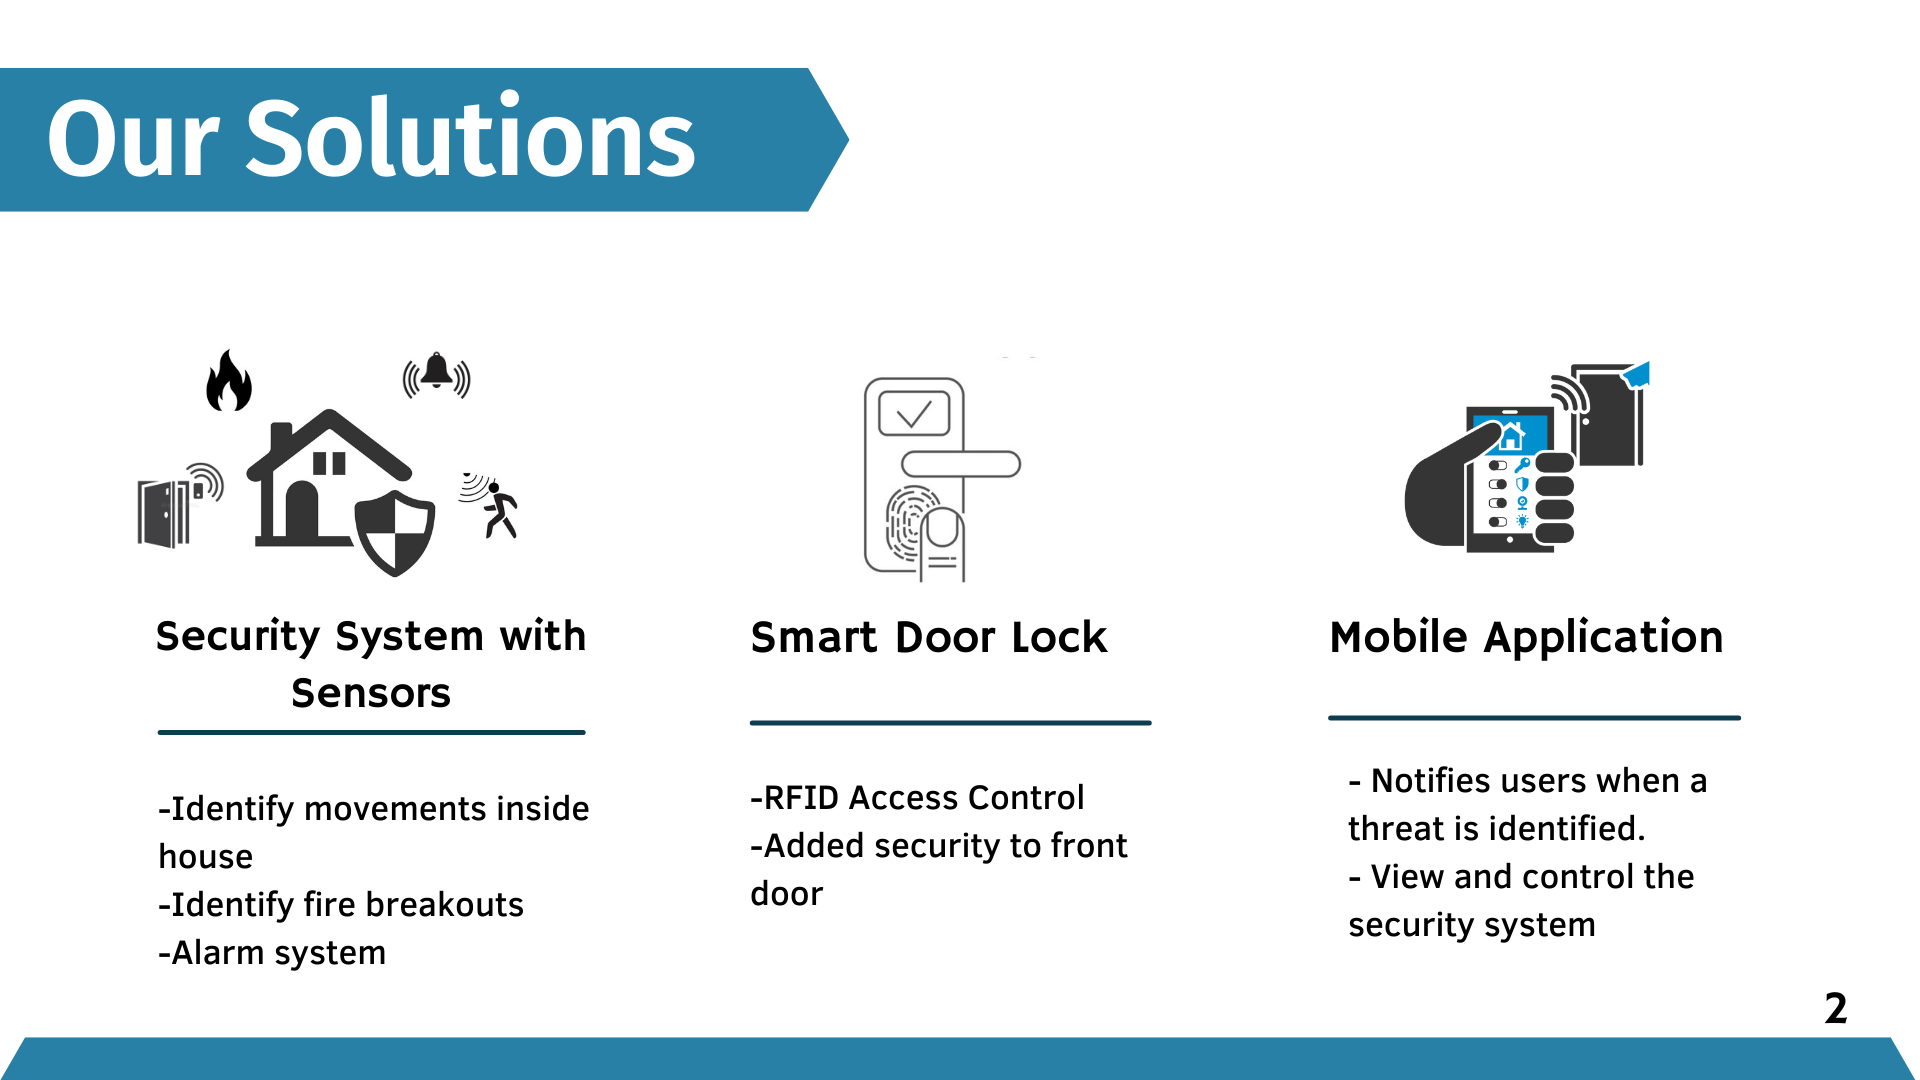 Our Solutions
Security System with
Sensors
-Identify movements inside
house
-Identify fire breakouts
-Alarm system
Smart Door Lock
-RFID Access Control
-Added security to front
door
Mobile Application
- Notifies users when a
threat is identified.
- View and control the
security system
2